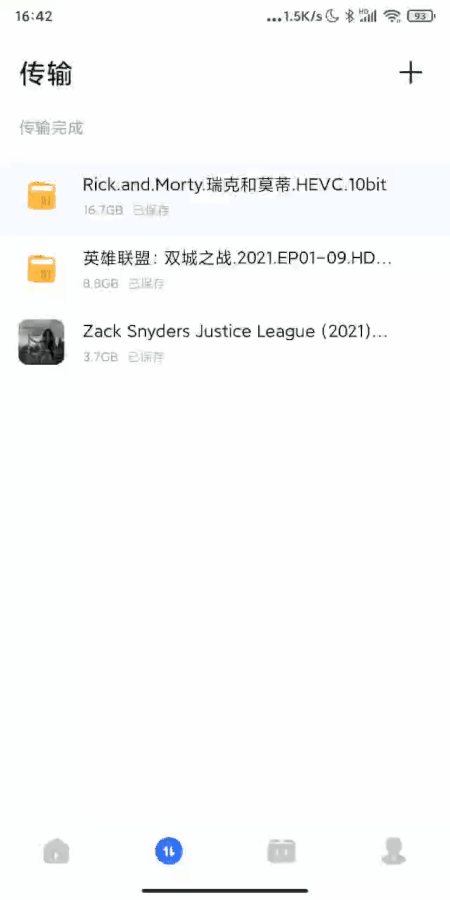 16:42
...1.5K/s HD 93
传输
传输完成
Rick.and.Morty.瑞克和莫蒂.HEVC.10bit
16.7GB 已保存
英雄联盟：双城之战.2021.EP01-09.HD...
8.8GB 已保存
Zack Snyders Justice League (2021)...
3.7GB 已保存